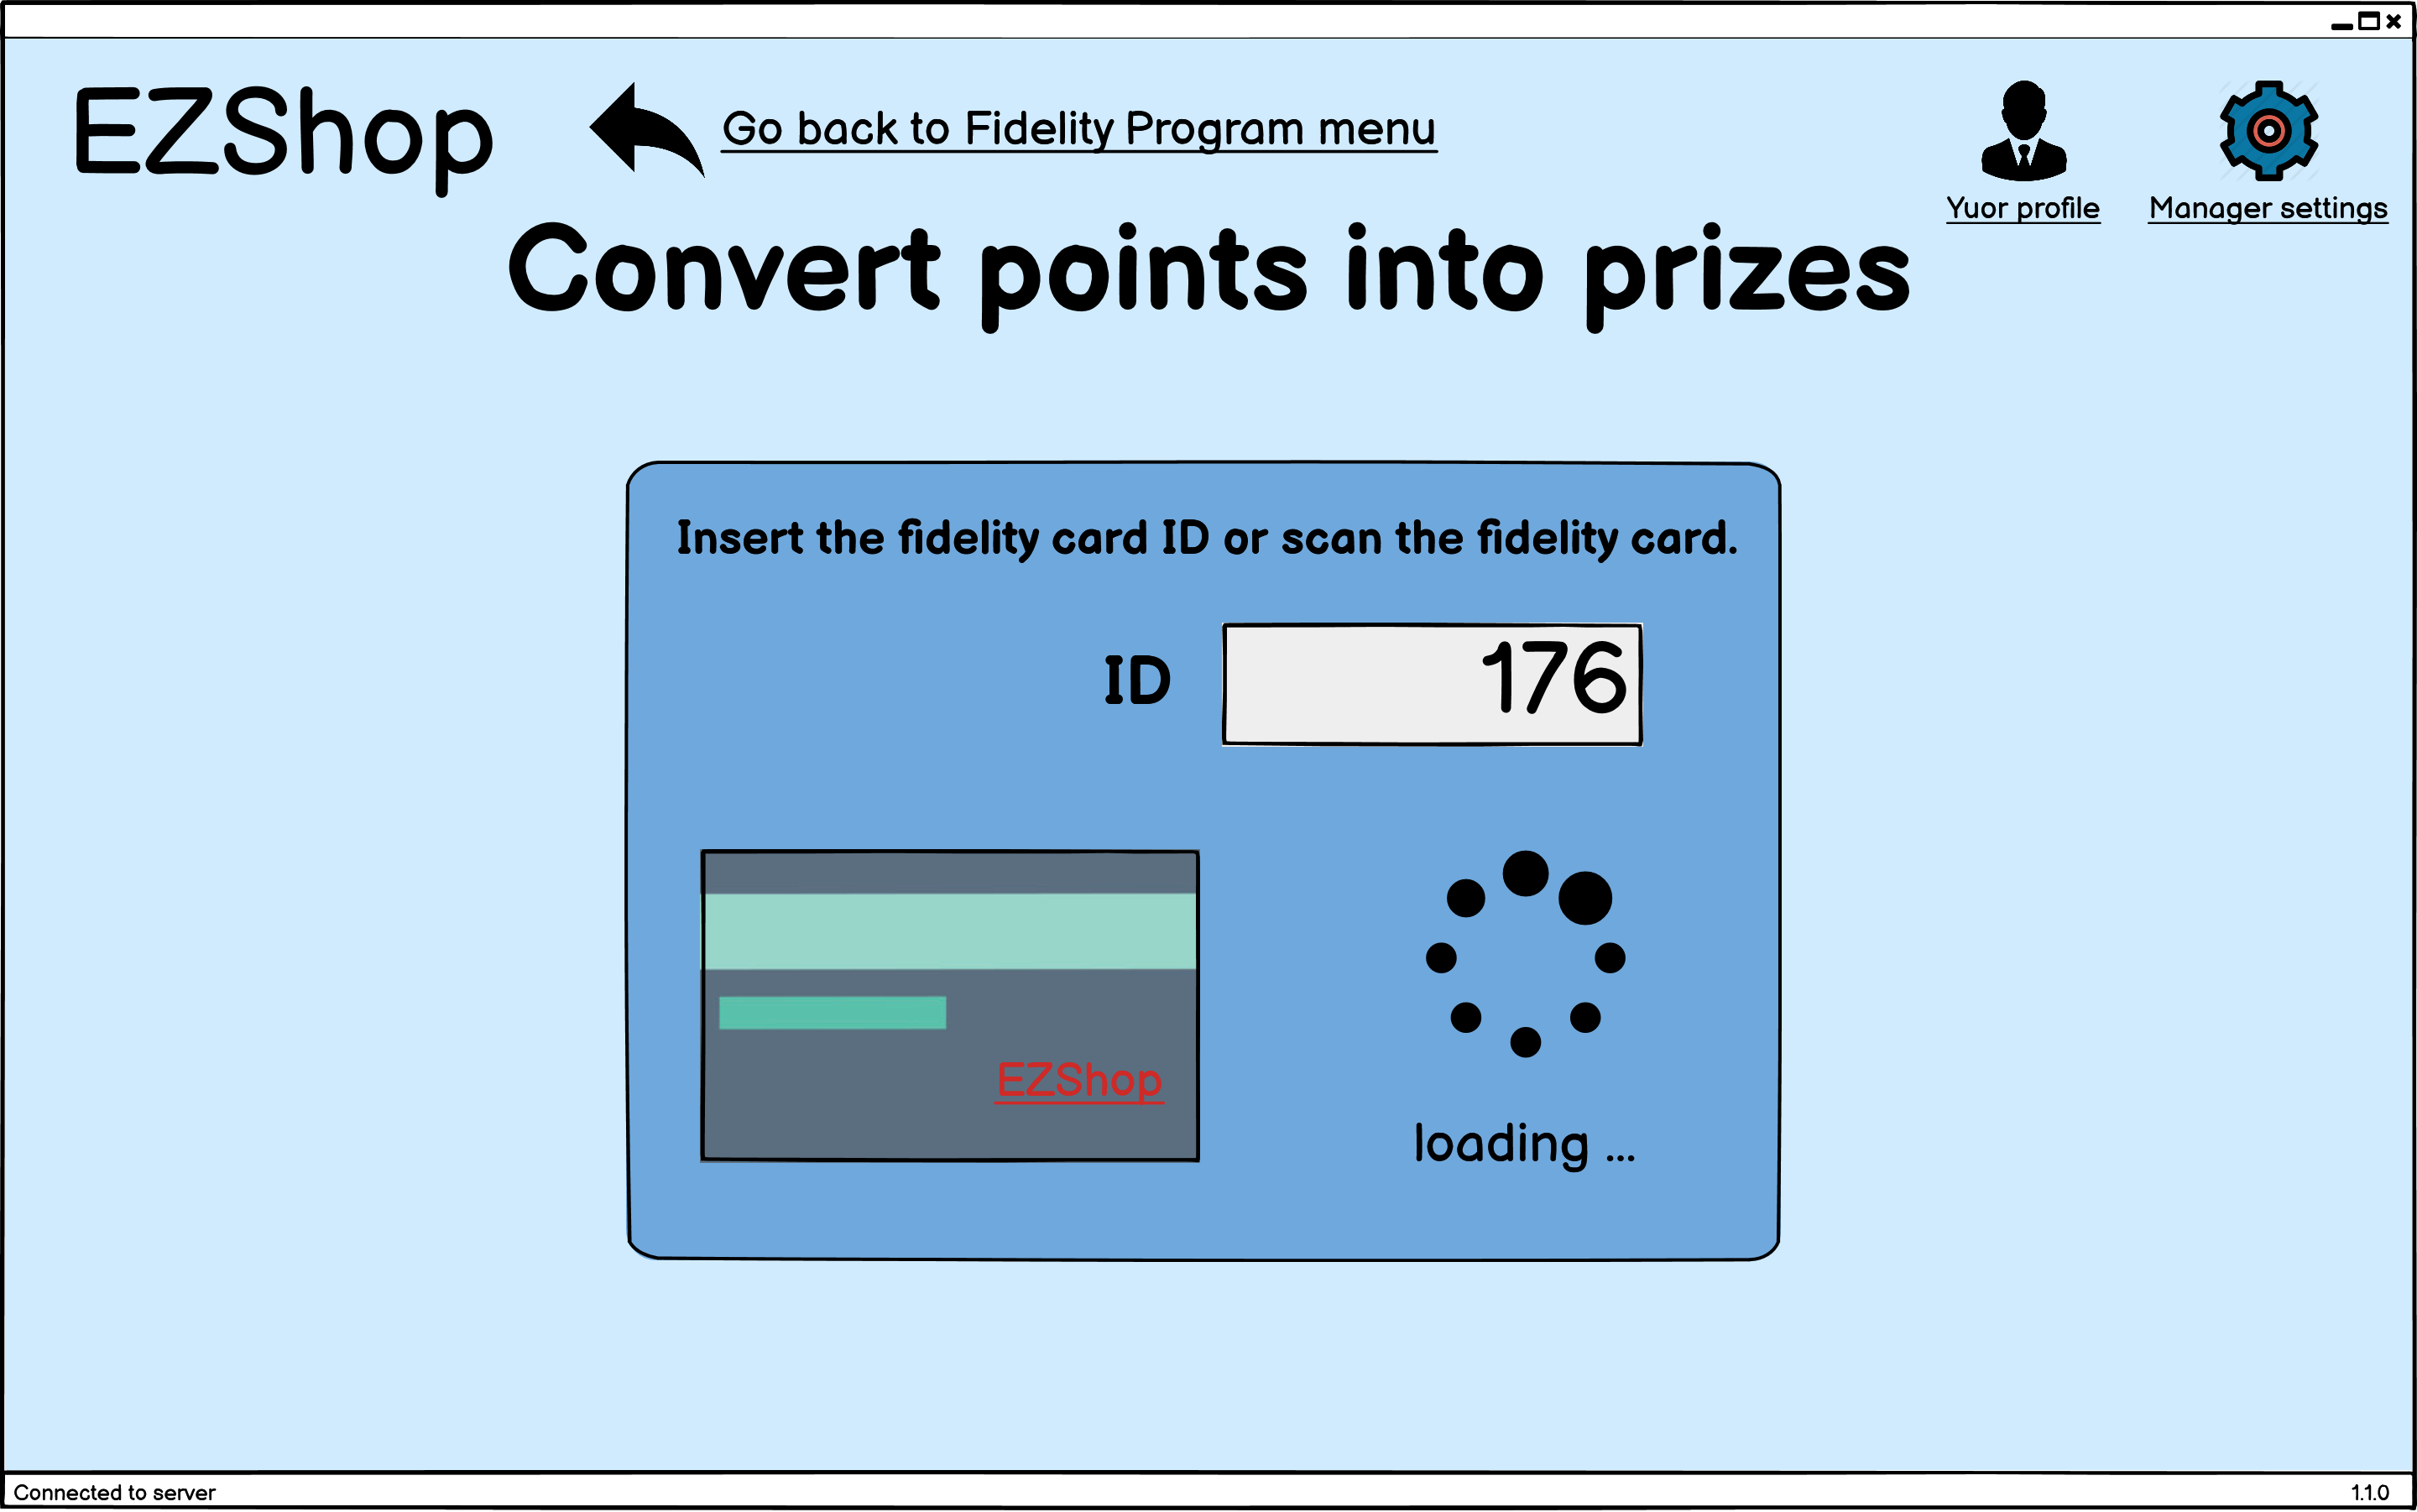 EZShop
Go back to Fidelity Program menu
Yuor profile
Manager settings
Convert points into prizes
Insert the fidelity card ID or scan the fidelity card.
ID
176
EZShop
loading ...
Connected to server
1.1.0